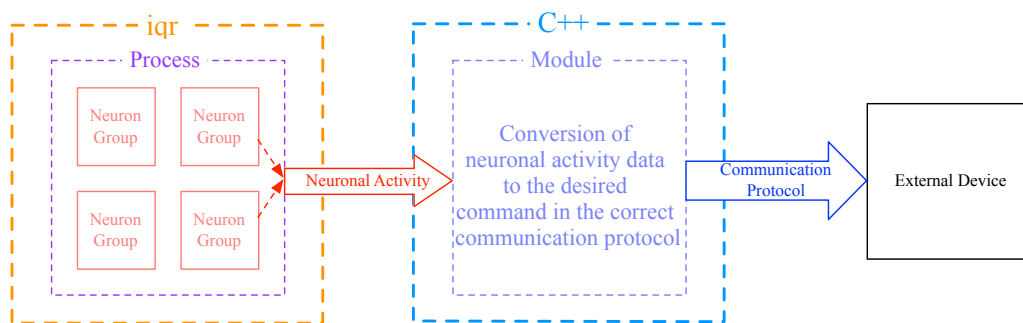 iqr
Process
Neuron
Group
Neuron
Group
Neuron
Group
Neuron
Group
Neuronal Activity
C++
Module
Conversion of
neuronal activity data
to the desired
command in the correct
communication protocol
Communication
Protocol
External Device